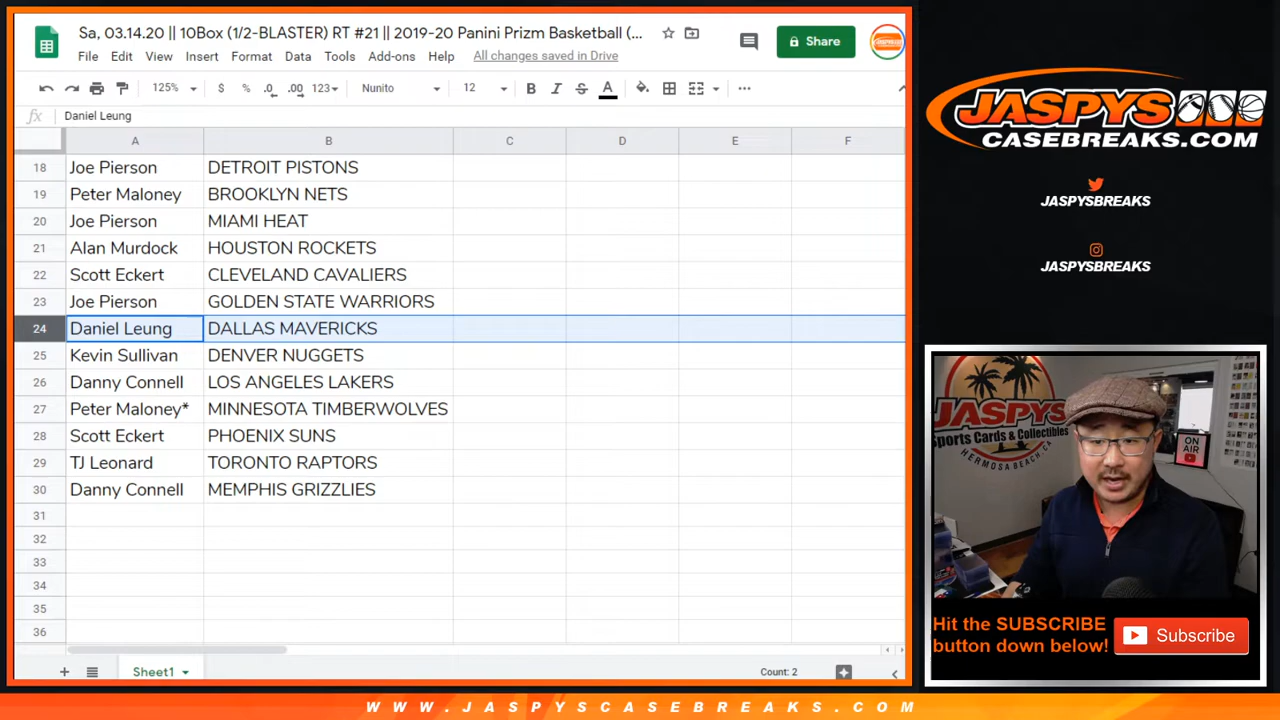 Sa, 03.14.20 || 10Box (1/2-BLASTER) RT #21 || 2019-20 Panini Prizm Basketball (...
File Edit View Insert Format Data Tools Add-ons Help All changes saved in Drive
Share
125% $ % .0 .00 123 Nunito 12 B I S A
fx Daniel Leung
A B C D E F
18 Joe Pierson DETROIT PISTONS
19 Peter Maloney BROOKLYN NETS
20 Joe Pierson MIAMI HEAT
21 Alan Murdock HOUSTON ROCKETS
22 Scott Eckert CLEVELAND CAVALIERS
23 Joe Pierson GOLDEN STATE WARRIORS
24 Daniel Leung DALLAS MAVERICKS
25 Kevin Sullivan DENVER NUGGETS
26 Danny Connell LOS ANGELES LAKERS
27 Peter Maloney* MINNESOTA TIMBERWOLVES
28 Scott Eckert PHOENIX SUNS
29 TJ Leonard TORONTO RAPTORS
30 Danny Connell MEMPHIS GRIZZLIES
31
32
33
34
35
36
Sheet1
Count: 2
JASPYS
CASEBREAKS.COM
JASPYSBREAKS
JASPYSBREAKS
JASPYS
Sports Cards & Collectibles
HERMOSA BEACH, CA
ON AIR
Hit the SUBSCRIBE
button down below!
Subscribe
WWW.JASPYSCASEBREAKS.COM